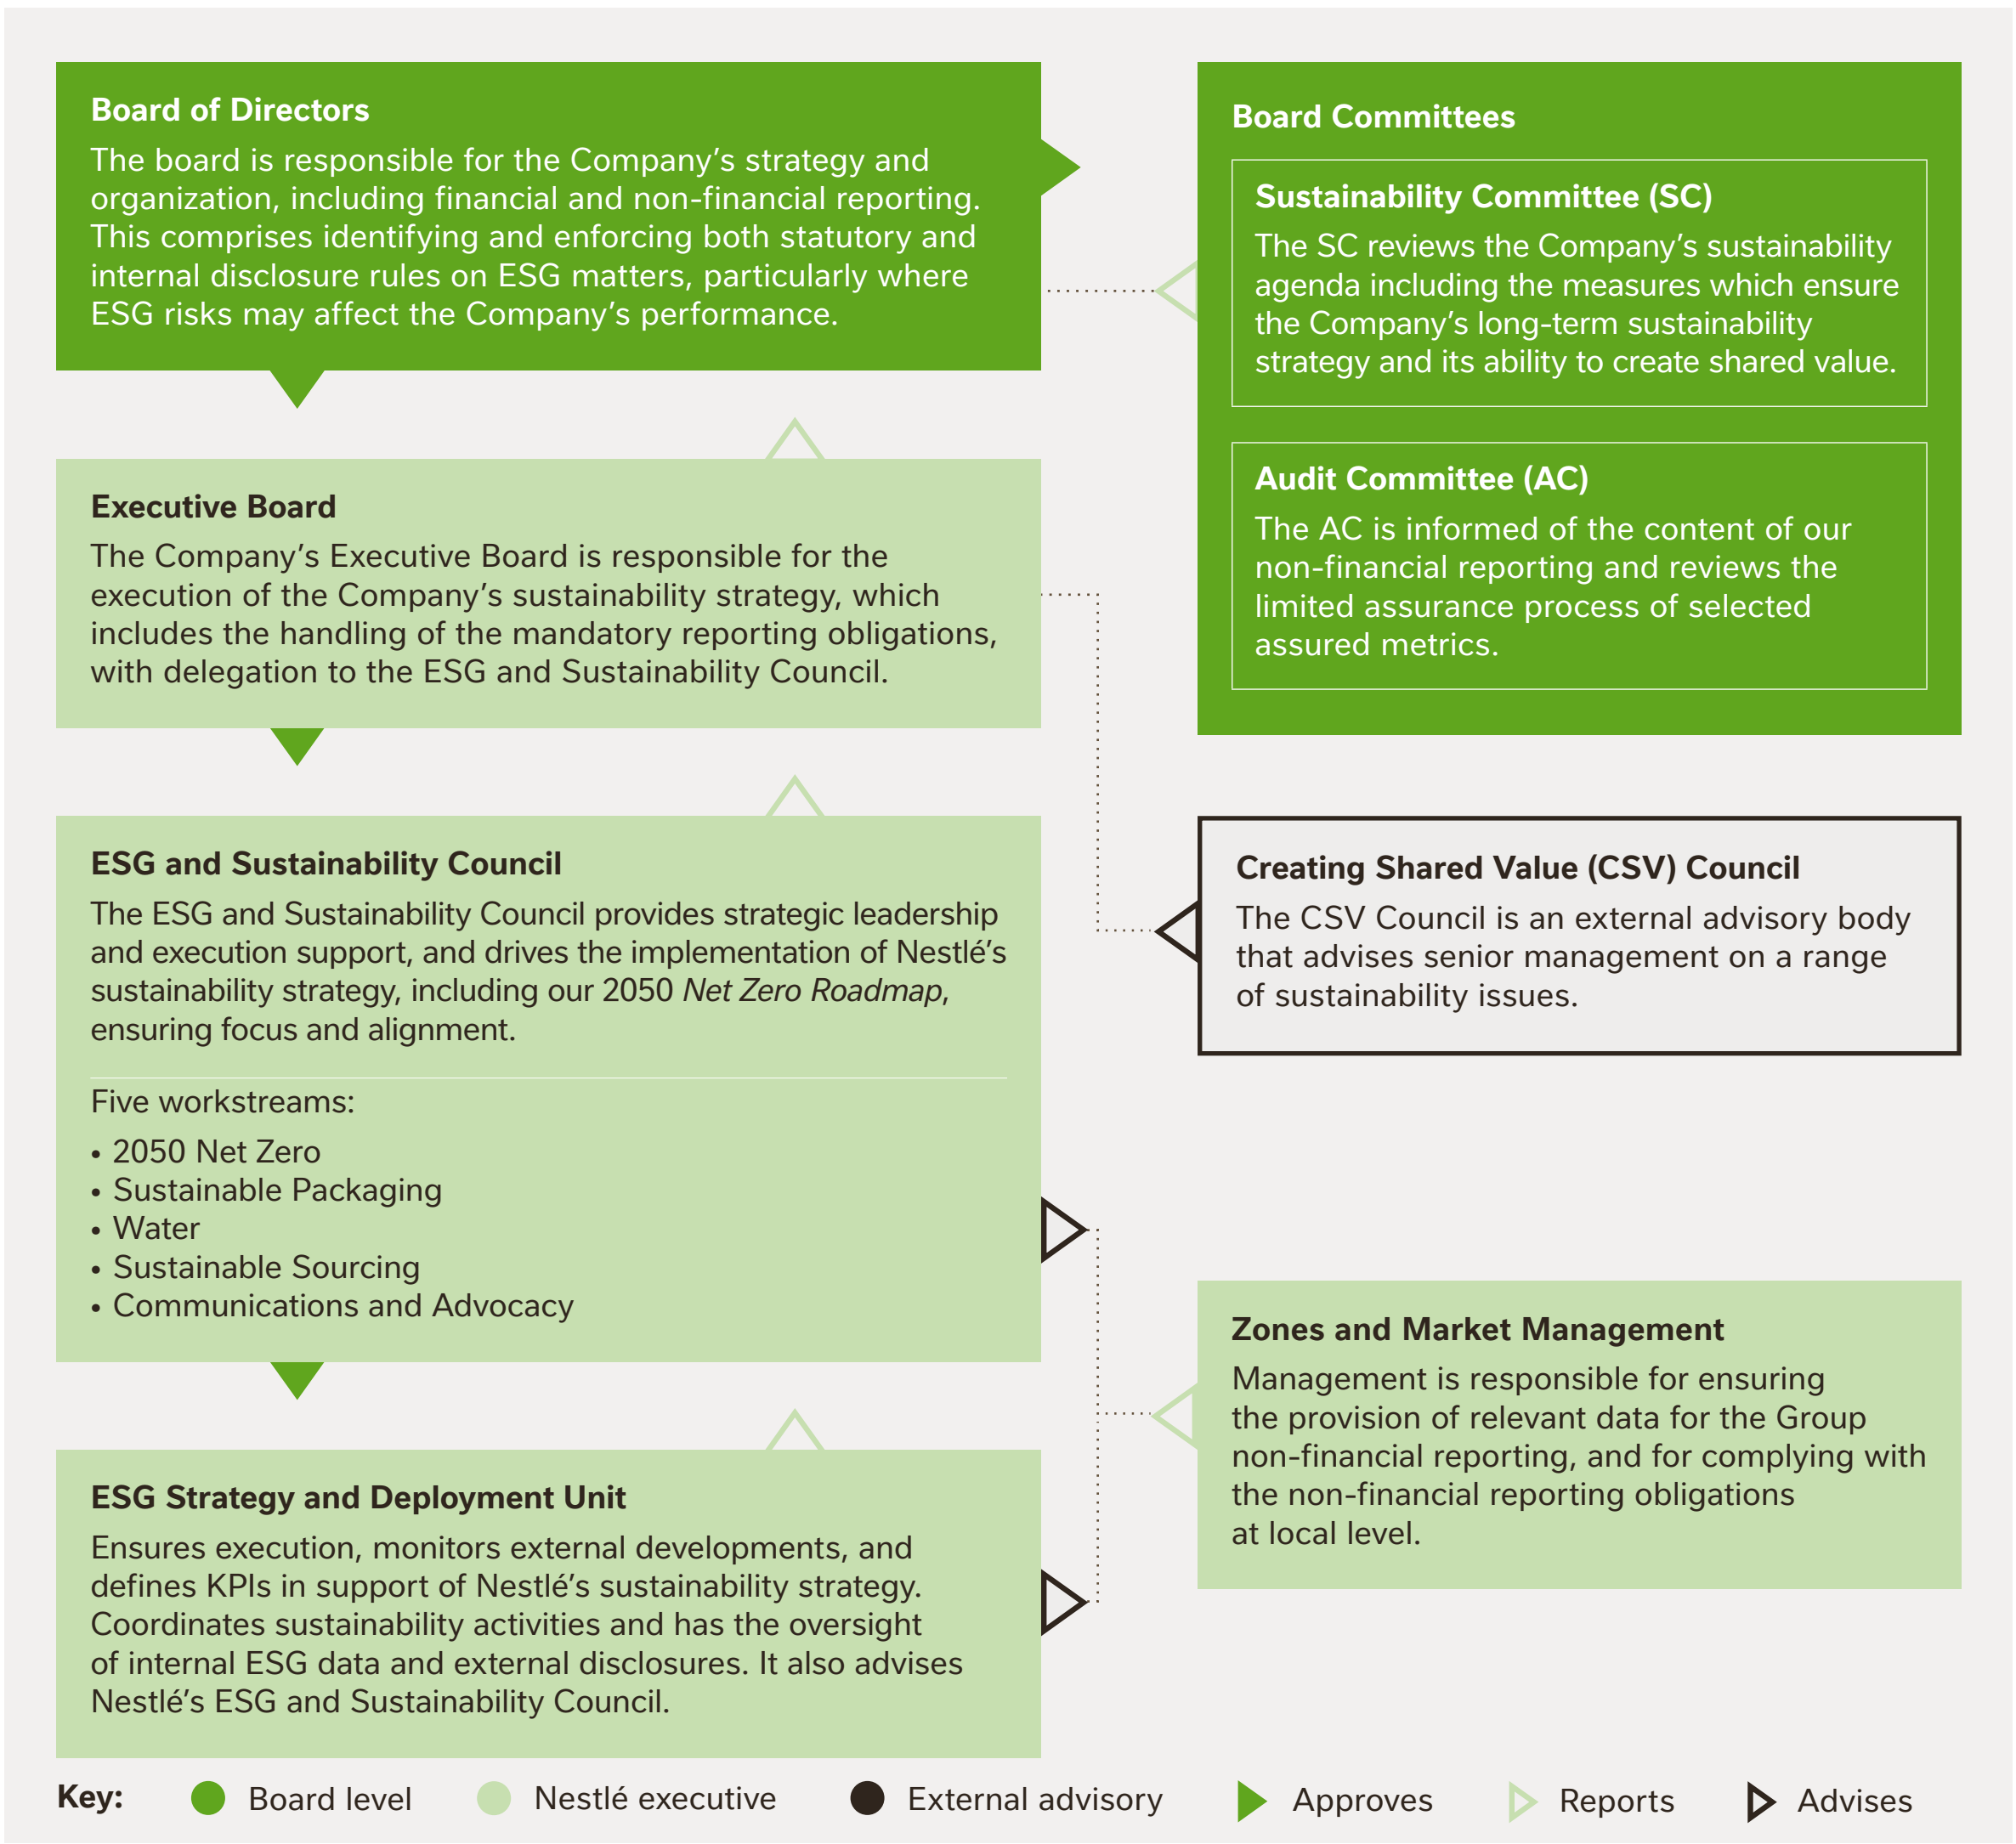 Board of Directors
The board is responsible for the Company’s strategy and
organization, including financial and non-financial reporting.
This comprises identifying and enforcing both statutory and
internal disclosure rules on ESG matters, particularly where
ESG risks may affect the Company’s performance.
Board Committees
Sustainability Committee (SC)
The SC reviews the Company’s sustainability
agenda including the measures which ensure
the Company’s long-term sustainability
strategy and its ability to create shared value.
Audit Committee (AC)
The AC is informed of the content of our
non-financial reporting and reviews the
limited assurance process of selected
assured metrics.
Executive Board
The Company’s Executive Board is responsible for the
execution of the Company’s sustainability strategy, which
includes the handling of the mandatory reporting obligations,
with delegation to the ESG and Sustainability Council.
ESG and Sustainability Council
The ESG and Sustainability Council provides strategic leadership
and execution support, and drives the implementation of Nestlé’s
sustainability strategy, including our 2050 Net Zero Roadmap,
ensuring focus and alignment.
Five workstreams:
• 2050 Net Zero
• Sustainable Packaging
• Water
• Sustainable Sourcing
• Communications and Advocacy
Creating Shared Value (CSV) Council
The CSV Council is an external advisory body
that advises senior management on a range
of sustainability issues.
Zones and Market Management
Management is responsible for ensuring
the provision of relevant data for the Group
non-financial reporting, and for complying with
the non-financial reporting obligations
at local level.
ESG Strategy and Deployment Unit
Ensures execution, monitors external developments, and
defines KPIs in support of Nestlé’s sustainability strategy.
Coordinates sustainability activities and has the oversight
of internal ESG data and external disclosures. It also advises
Nestlé’s ESG and Sustainability Council.
Key: Board level Nestlé executive External advisory Approves Reports Advises